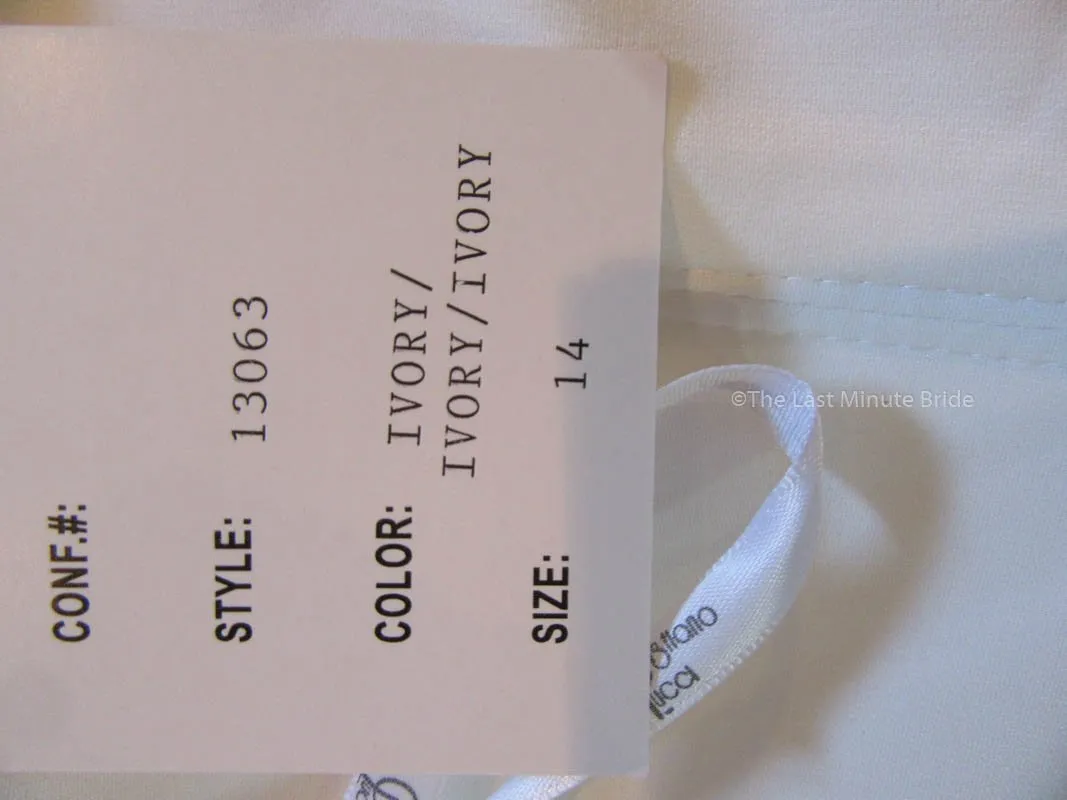 CONF.#:
STYLE: 13063
COLOR: IVORY/
IVORY/IVORY
SIZE: 14
©The Last Minute Bride